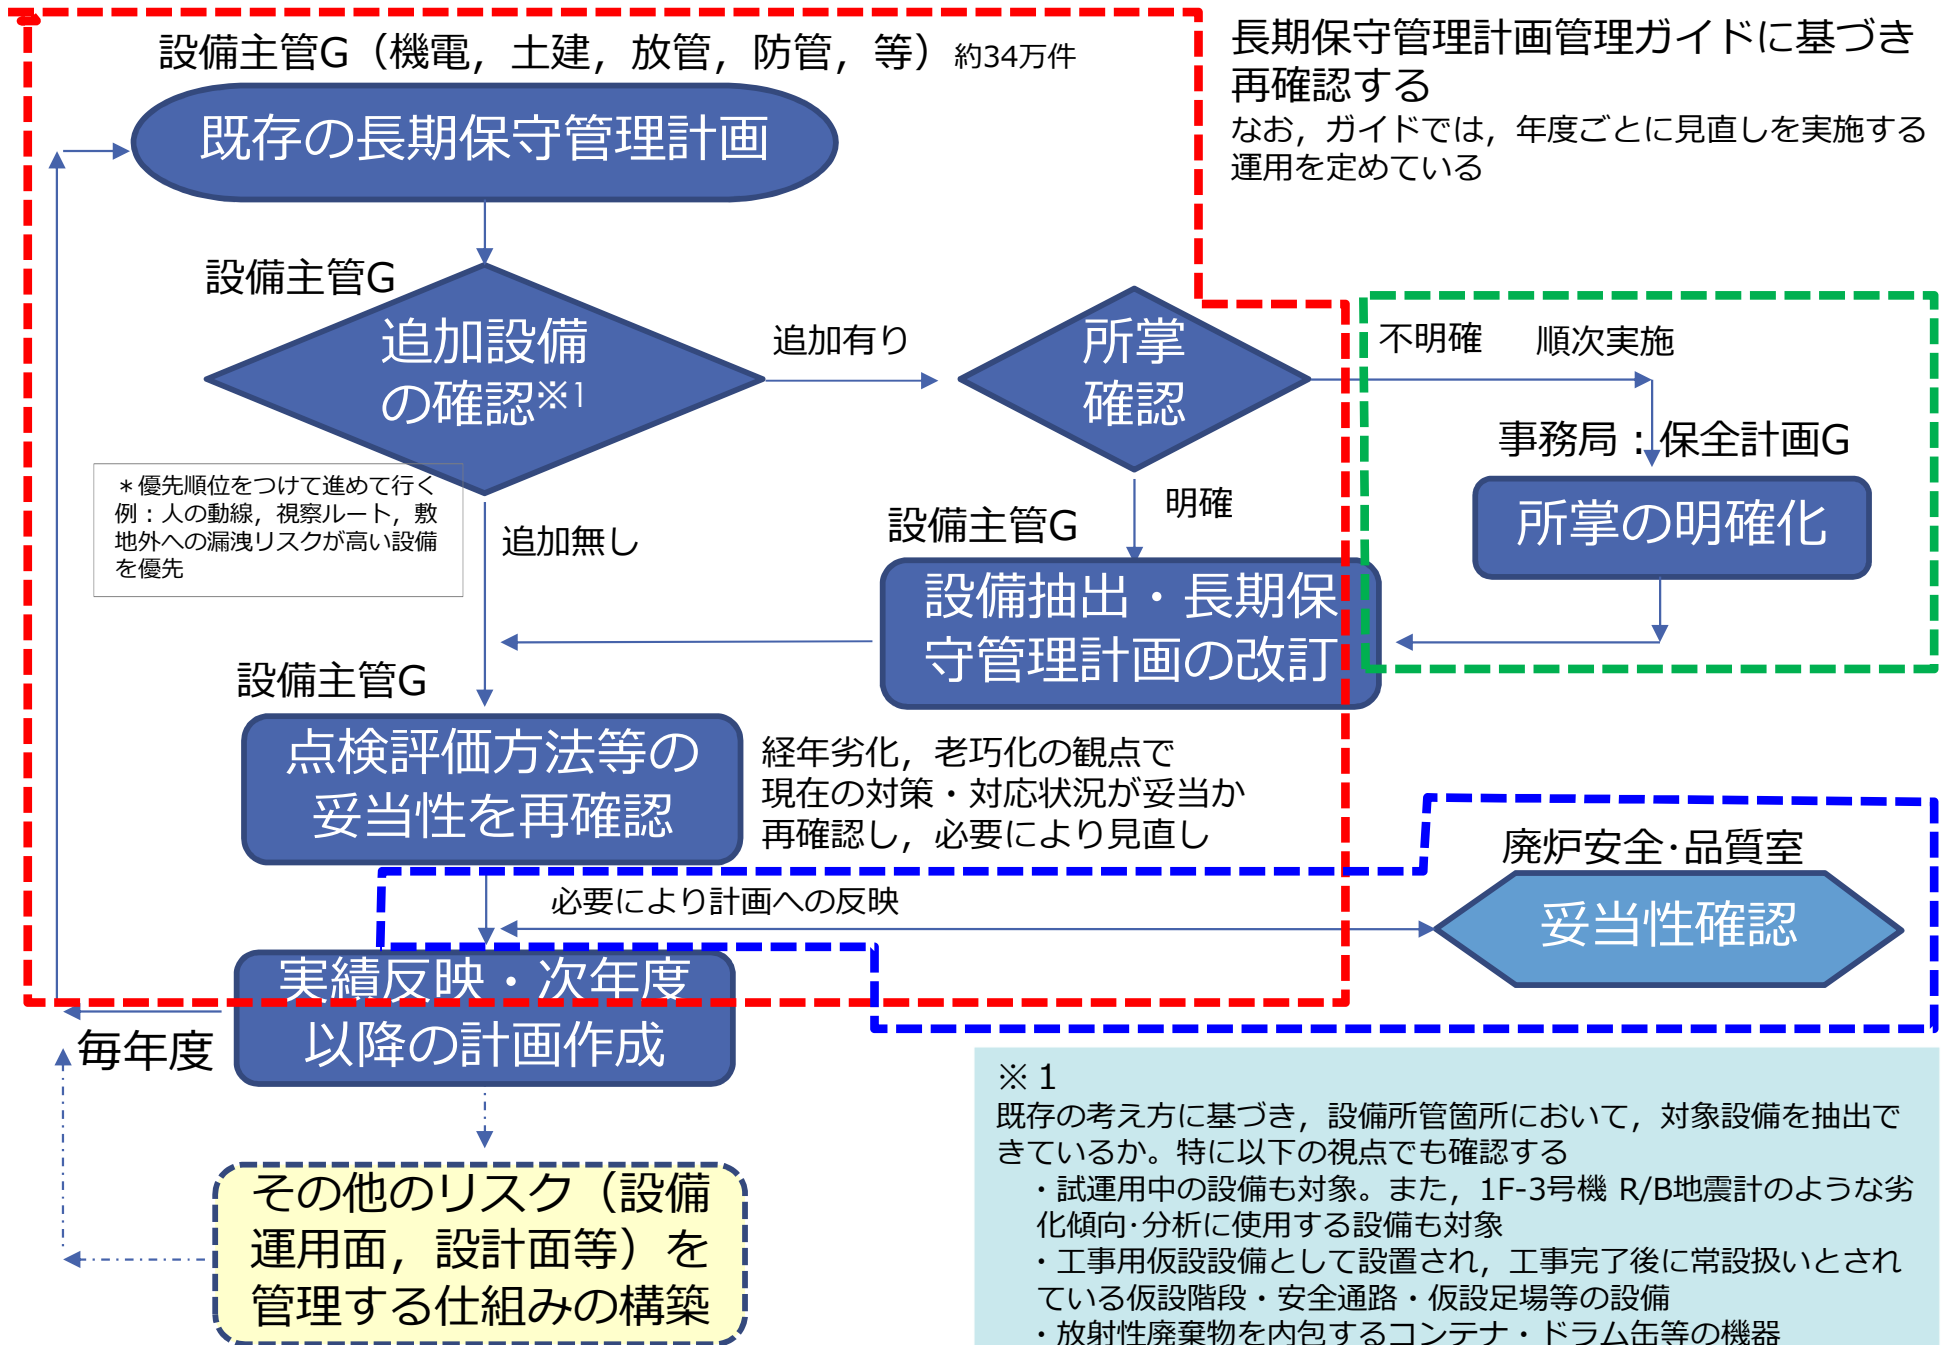 設備主管G（機電，土建，放管，防管，等）約34万件
長期保守管理計画管理ガイドに基づき
再確認する
なお，ガイドでは，年度ごとに見直しを実施する
運用を定めている
既存の長期保守管理計画
設備主管G
追加設備
の確認※1
追加有り
所掌
確認
不明確
順次実施
事務局：保全計画G
所掌の明確化
＊優先順位をつけて進めて行く
例：人の動線，視察ルート，敷
地外への漏洩リスクが高い設備
を優先
追加無し
明確
設備主管G
設備抽出・長期保
守管理計画の改訂
設備主管G
点検評価方法等の
妥当性を再確認
経年劣化，老巧化の観点で
現在の対策・対応状況が妥当か
再確認し，必要により見直し
廃炉安全･品質室
妥当性確認
必要により計画への反映
実績反映・次年度
以降の計画作成
毎年度
その他のリスク（設備
運用面，設計面等）を
管理する仕組みの構築
※１
既存の考え方に基づき，設備所管箇所において，対象設備を抽出で
きているか。特に以下の視点でも確認する
・試運用中の設備も対象。また，1F-3号機 R/B地震計のような劣
化傾向･分析に使用する設備も対象
・工事用仮設設備として設置され，工事完了後に常設扱いとされ
ている仮設階段・安全通路・仮設足場等の設備
・放射性廃棄物を内包するコンテナ・ドラム缶等の機器